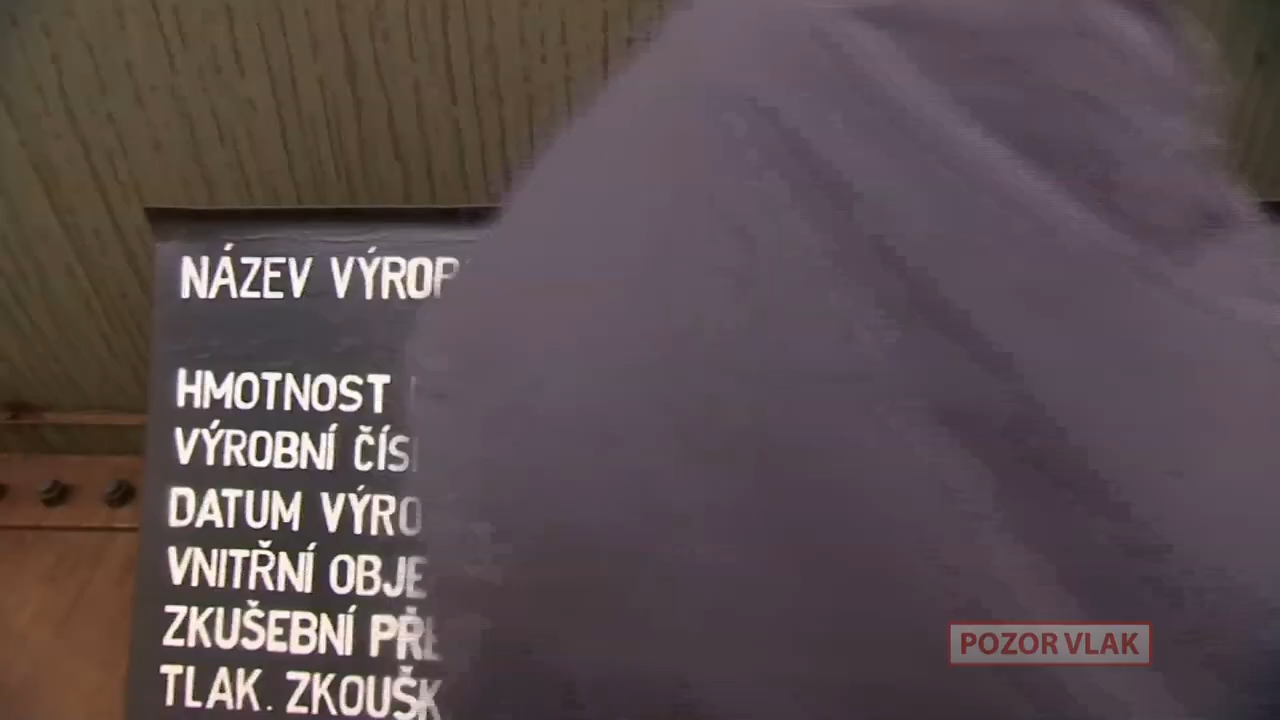 NÁZEV VÝROB
HMOTNOST
VÝROBNÍ ČÍS
DATUM VÝRO
VNITŘNÍ OBJE
ZKUŠEBNÍ PŘE
TLAK. ZKOUŠK
POZOR VLAK